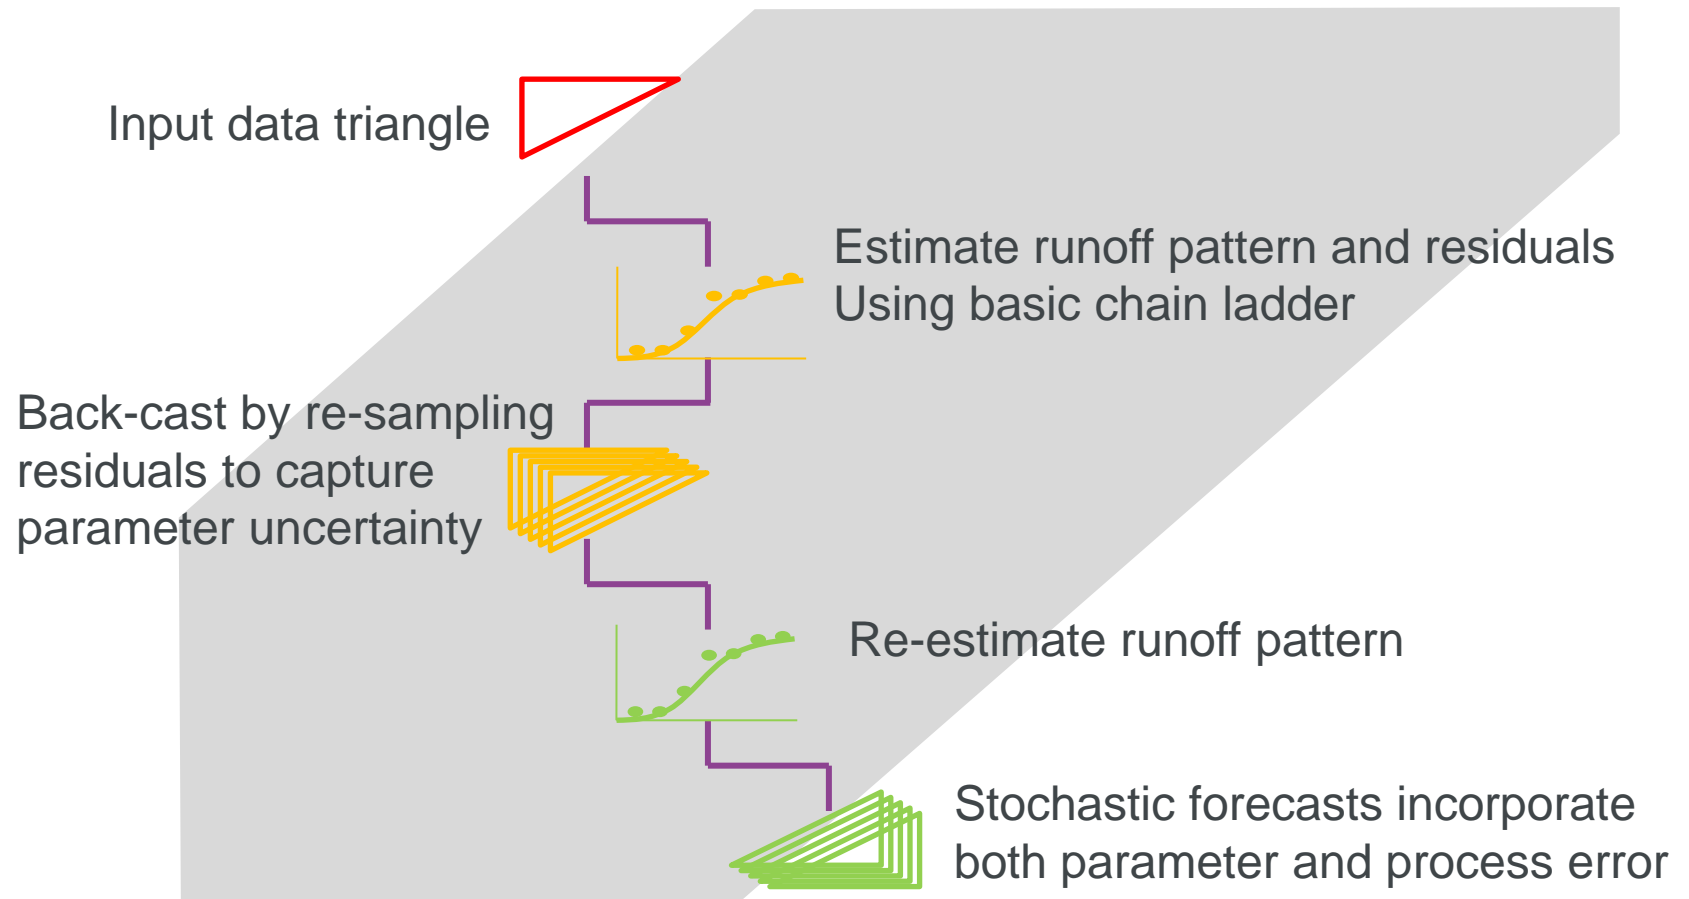 Input data triangle
Estimate runoff pattern and residuals
Using basic chain ladder
Back-cast by re-sampling
residuals to capture
parameter uncertainty
Re-estimate runoff pattern
Stochastic forecasts incorporate
both parameter and process error